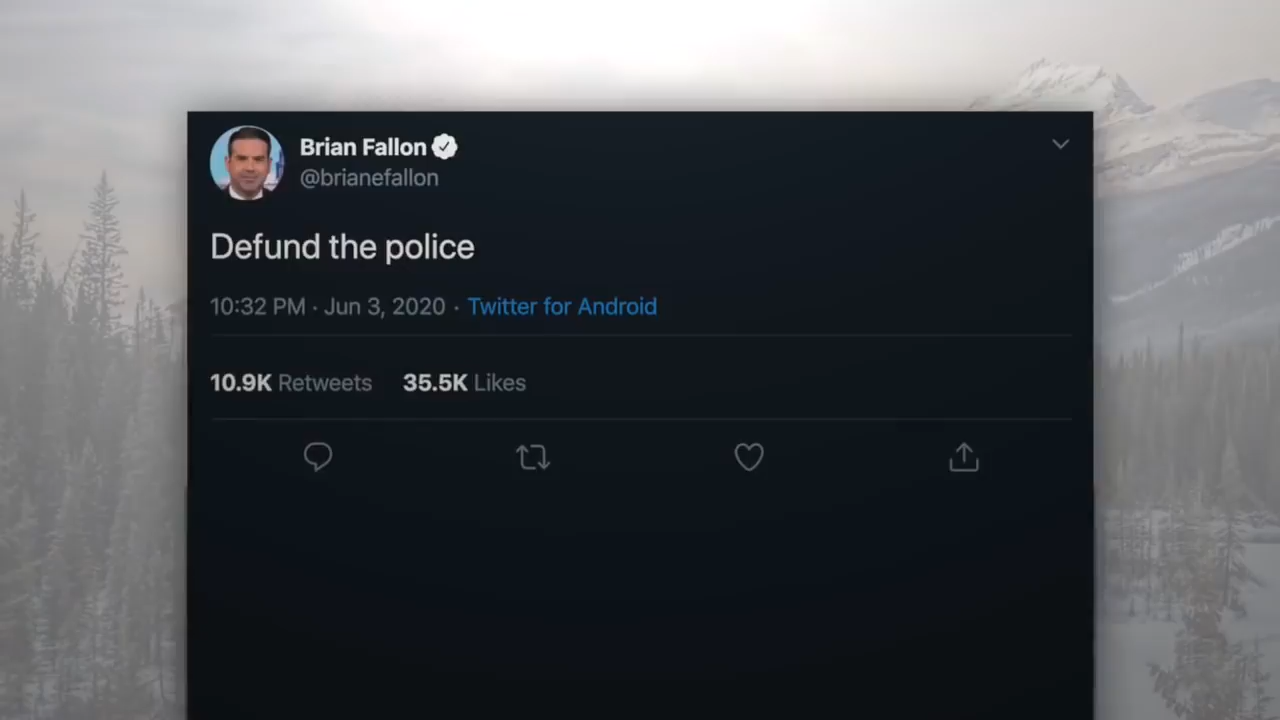 Brian Fallon
@brianefallon
Defund the police
10:32 PM · Jun 3, 2020 · Twitter for Android
10.9K Retweets 35.5K Likes